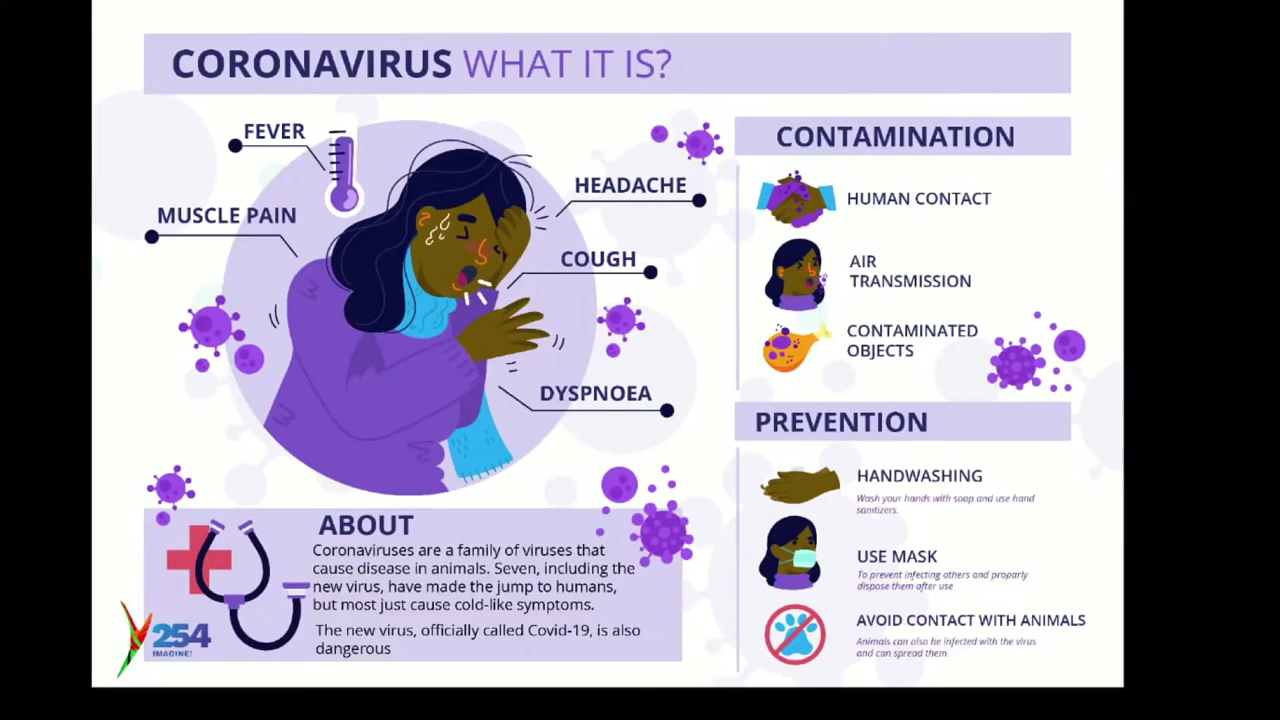 CORONAVIRUS WHAT IT IS?
FEVER
MUSCLE PAIN
HEADACHE
COUGH
DYSPNOEA
ABOUT
Coronaviruses are a family of viruses that
cause disease in animals. Seven, including the
new virus, have made the jump to humans,
but most just cause cold-like symptoms.
The new virus, officially called Covid-19, is also
dangerous
Y254
IMAGINE!
CONTAMINATION
HUMAN CONTACT
AIR
TRANSMISSION
CONTAMINATED
OBJECTS
PREVENTION
HANDWASHING
Wash your hands with soap and use hand
sanitizers.
USE MASK
To prevent infecting others and proparly
dispose them after use
AVOID CONTACT WITH ANIMALS
Animals can also be infected with the virus
and can spread them